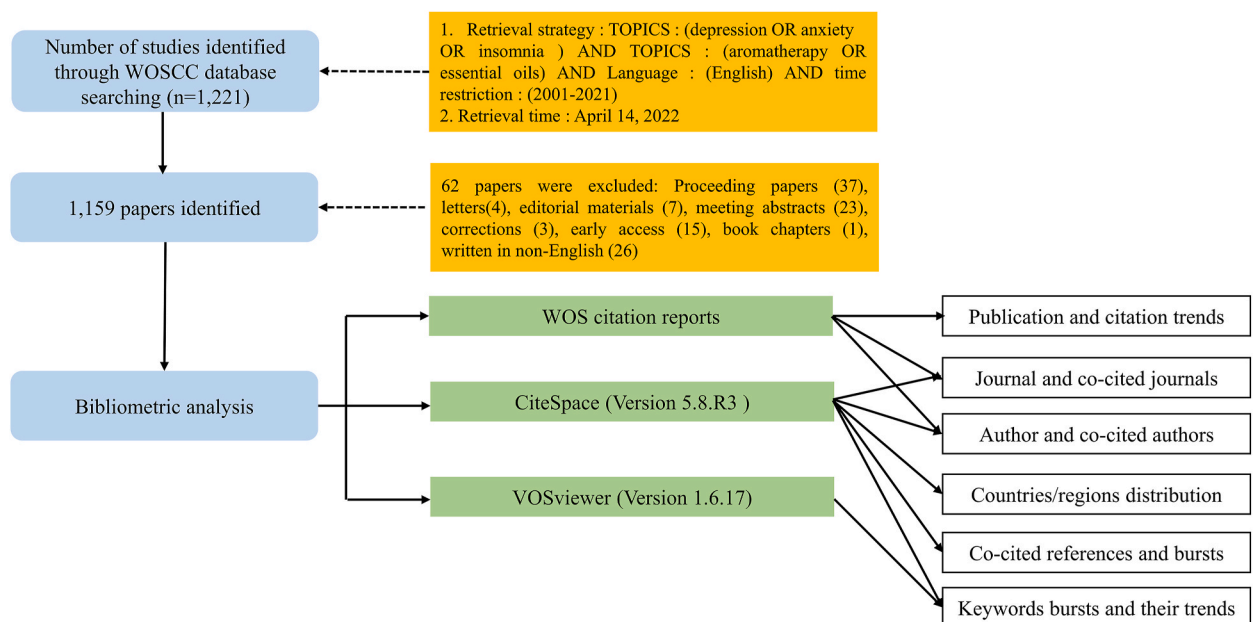 Number of studies identified
through WOSCC database
searching (n=1,221)
1. Retrieval strategy : TOPICS : (depression OR anxiety
OR insomnia ) AND TOPICS : (aromatherapy OR
essential oils) AND Language : (English) AND time
restriction : (2001-2021)
2. Retrieval time : April 14, 2022
1,159 papers identified
62 papers were excluded: Proceeding papers (37),
letters(4), editorial materials (7), meeting abstracts (23),
corrections (3), early access (15), book chapters (1),
written in non-English (26)
Bibliometric analysis
WOS citation reports
CiteSpace (Version 5.8.R3 )
VOSviewer (Version 1.6.17)
Publication and citation trends
Journal and co-cited journals
Author and co-cited authors
Countries/regions distribution
Co-cited references and bursts
Keywords bursts and their trends